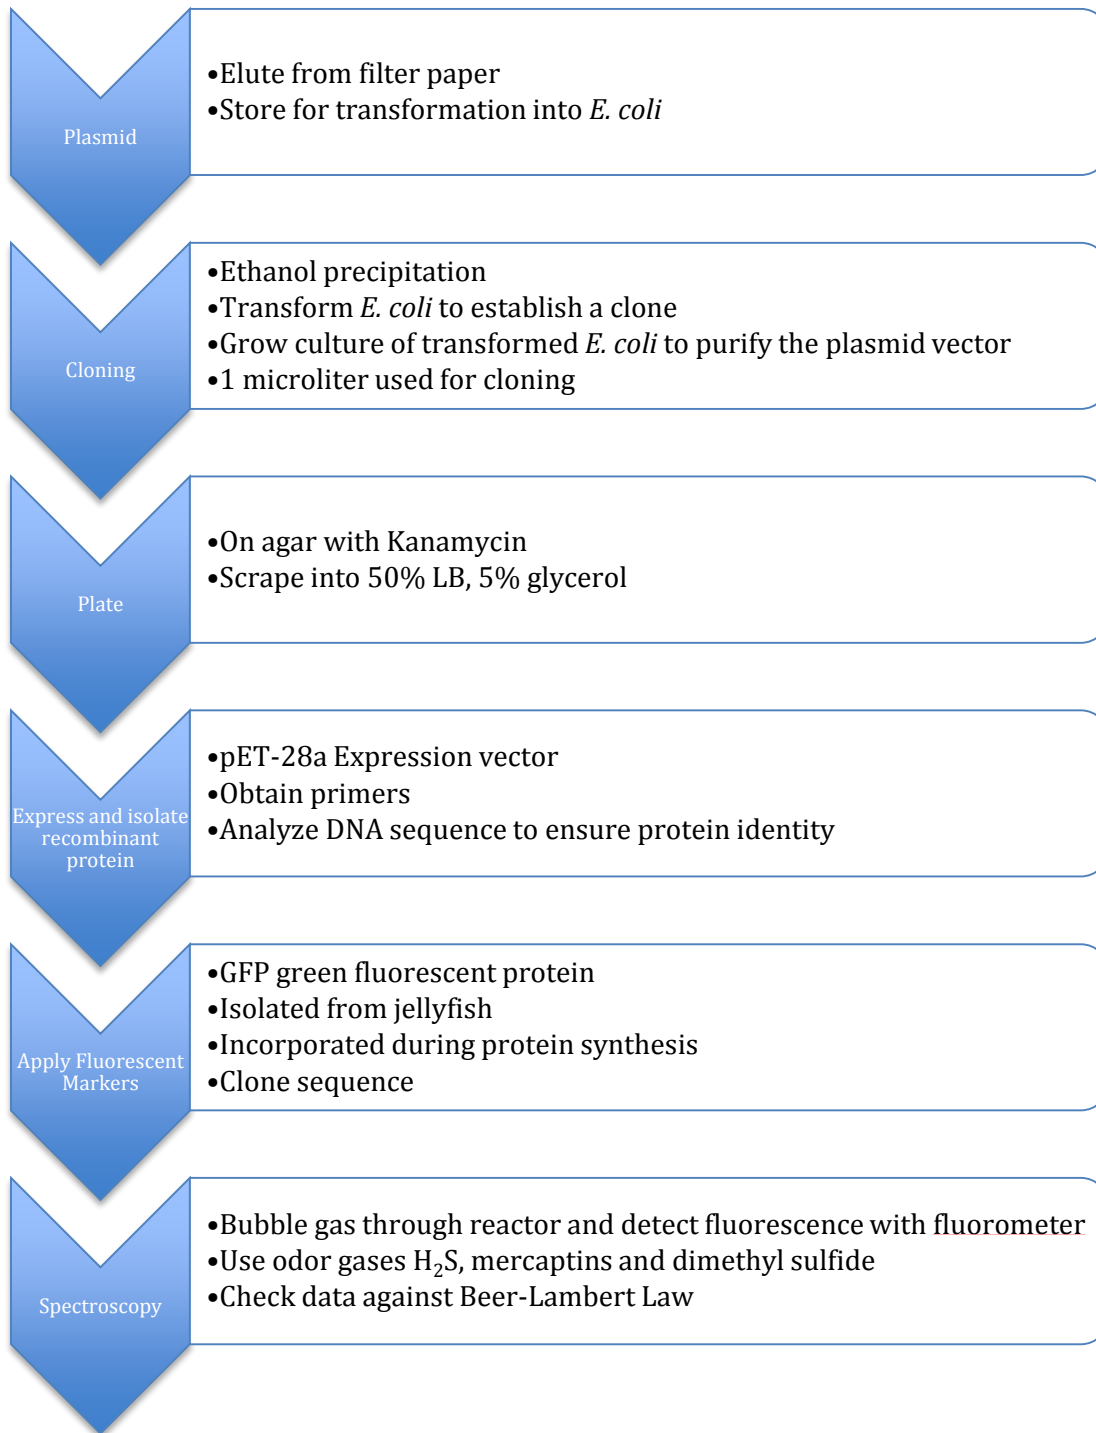 Plasmid
•Elute from filter paper
•Store for transformation into E. coli
Cloning
•Ethanol precipitation
•Transform E. coli to establish a clone
•Grow culture of transformed E. coli to purify the plasmid vector
•1 microliter used for cloning
Plate
•On agar with Kanamycin
•Scrape into 50% LB, 5% glycerol
Express and isolate
recombinant
protein
•pET-28a Expression vector
•Obtain primers
•Analyze DNA sequence to ensure protein identity
Apply Fluorescent
Markers
•GFP green fluorescent protein
•Isolated from jellyfish
•Incorporated during protein synthesis
•Clone sequence
Spectroscopy
•Bubble gas through reactor and detect fluorescence with fluorometer
•Use odor gases H₂S, mercaptins and dimethyl sulfide
•Check data against Beer-Lambert Law